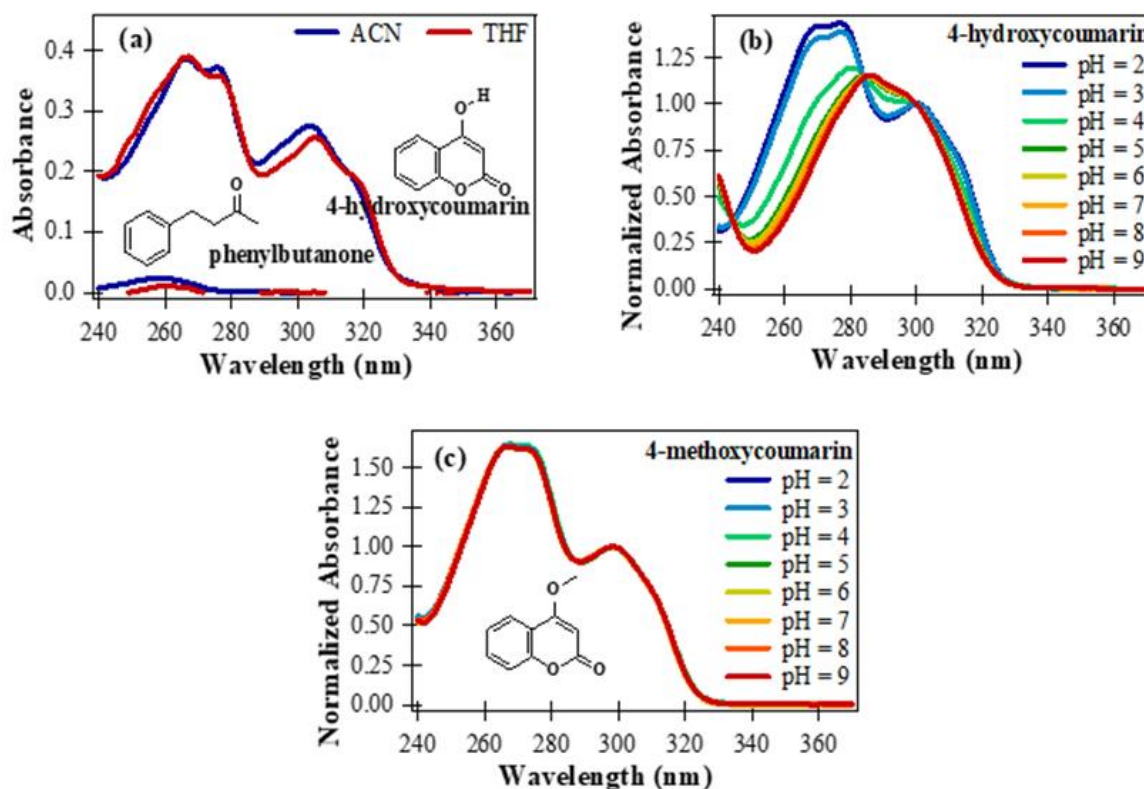 (a)
ACN
THF
0.4
0.3
0.2
0.1
0.0
Absorbance
O
H
O
O
4-hydroxycoumarin
O
phenylbutanone
240
260
280
300
320
340
360
Wavelength (nm)
(b)
4-hydroxycoumarin
pH = 2
pH = 3
pH = 4
pH = 5
pH = 6
pH = 7
pH = 8
pH = 9
1.25
1.00
0.75
0.50
0.25
0.00
Normalized Absorbance
240
260
280
300
320
340
360
Wavelength (nm)
(c)
4-methoxycoumarin
pH = 2
pH = 3
pH = 4
pH = 5
pH = 6
pH = 7
pH = 8
pH = 9
1.50
1.25
1.00
0.75
0.50
0.25
0.00
Normalized Absorbance
O
O
O
240
260
280
300
320
340
360
Wavelength (nm)